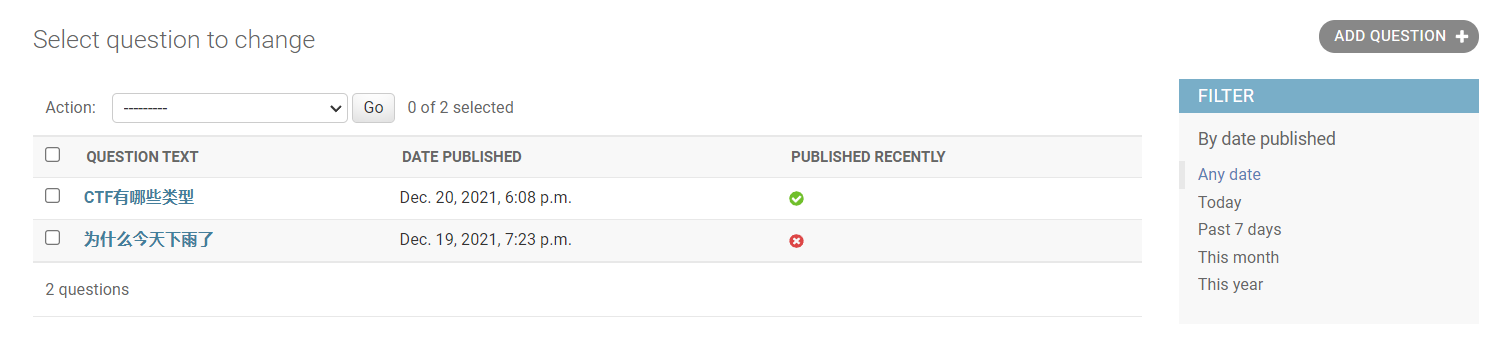 Select question to change
ADD QUESTION +
Action: --------- Go 0 of 2 selected
QUESTION TEXT DATE PUBLISHED PUBLISHED RECENTLY
CTF有哪些类型 Dec. 20, 2021, 6:08 p.m.
为什么今天下雨了 Dec. 19, 2021, 7:23 p.m.
2 questions
FILTER
By date published
Any date
Today
Past 7 days
This month
This year